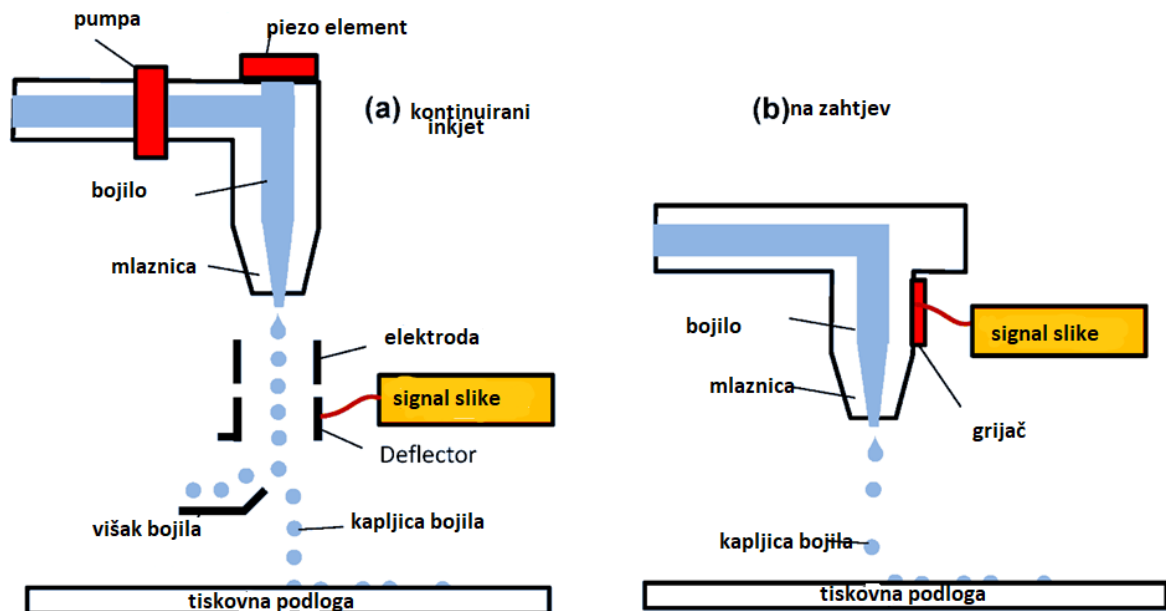 pumpa
piezo element
(a) kontinuirani
inkjet
bojilo
mlaznica
elektroda
signal slike
Deflector
višak bojila
kapljica bojila
tiskovna podloga
(b) na zahtjev
bojilo
signal slike
mlaznica
grijač
kapljica bojila
tiskovna podloga